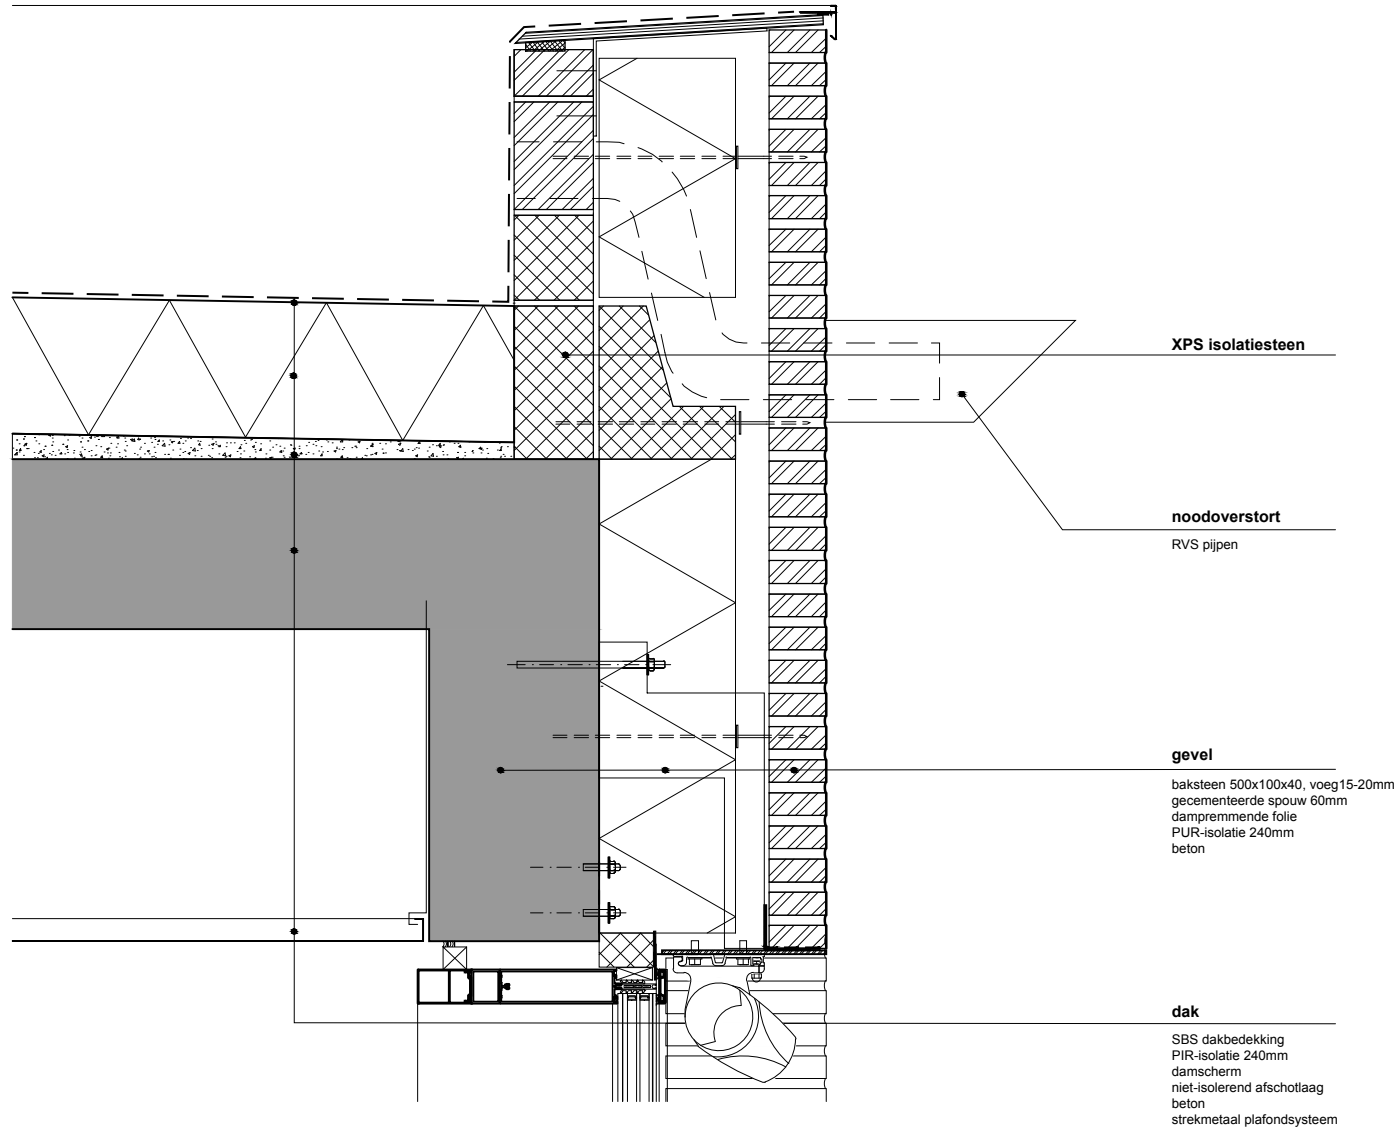 XPS isolatiesteen
noodoverstort
RVS pijpen
gevel
baksteen 500x100x40, voeg15-20mm
gecementeerde spouw 60mm
dampremmende folie
PUR-isolatie 240mm
beton
dak
SBS dakbedekking
PIR-isolatie 240mm
damscherm
niet-isolerend afschotlaag
beton
strekmetaal plafondsysteem